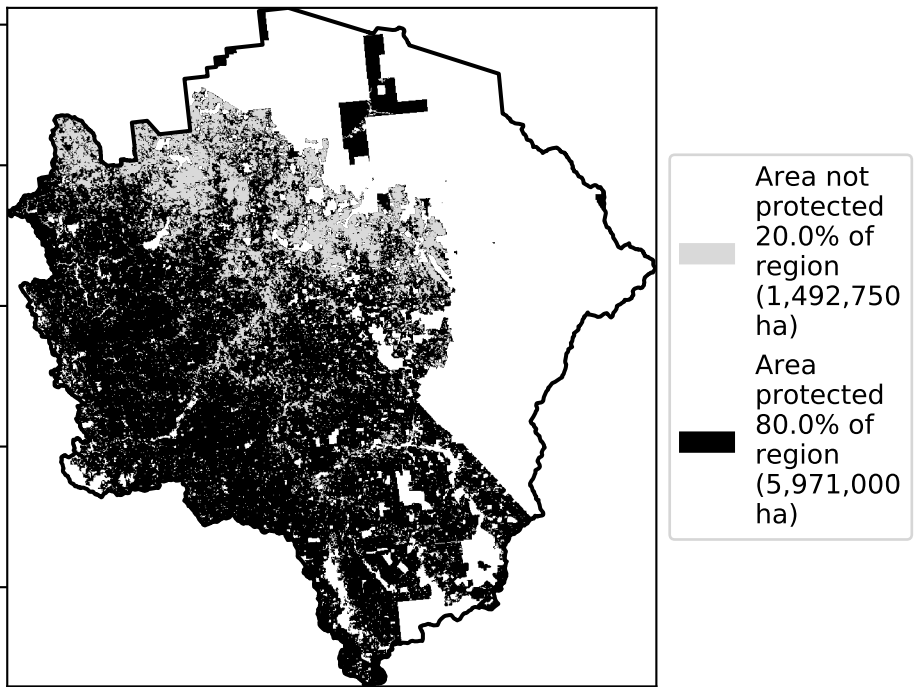 Area not
protected
20.0% of
region
(1,492,750
ha)
Area
protected
80.0% of
region
(5,971,000
ha)